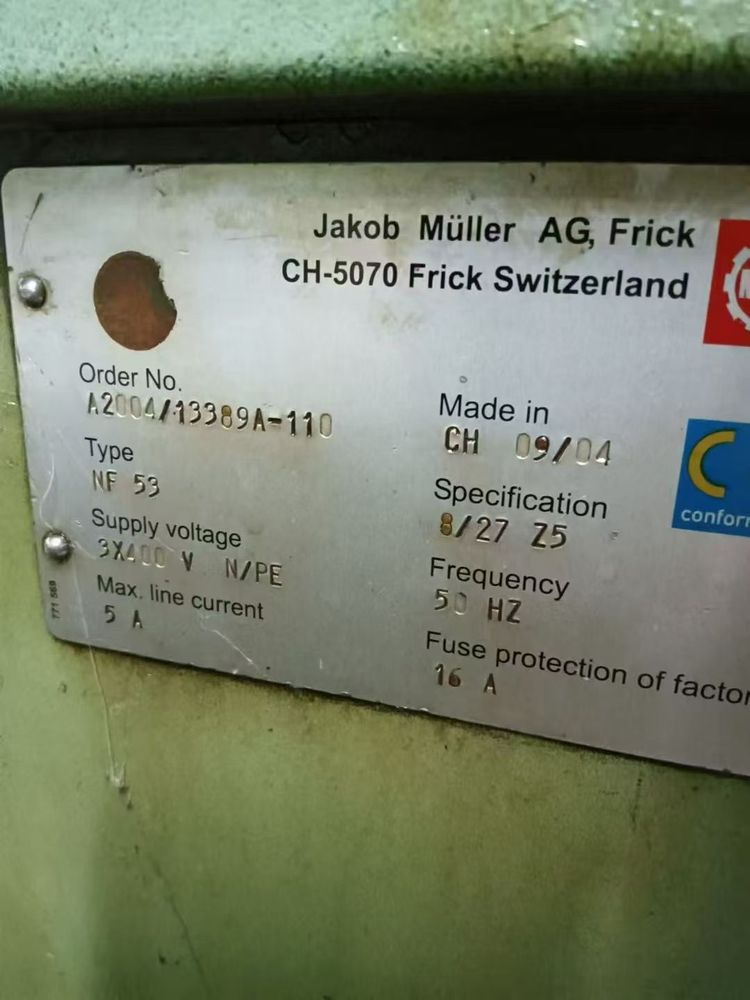 Jakob Müller AG, Frick
CH-5070 Frick Switzerland
Order No.
A2004/13389A-110
Type
NF 53
Supply voltage
3X400 V N/PE
Max. line current
5 A
771 568
Made in
CH 09/04
Specification
8/27 Z5
Frequency
50 HZ
Fuse protection of factor
16 A
C
conform